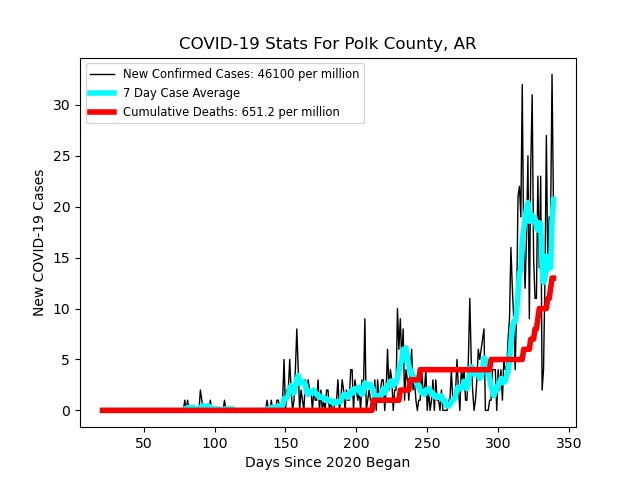 COVID-19 Stats For Polk County, AR
New Confirmed Cases: 46100 per million
7 Day Case Average
Cumulative Deaths: 651.2 per million
New COVID-19 Cases
30
25
20
15
10
5
0
50
100
150
200
250
300
350
Days Since 2020 Began